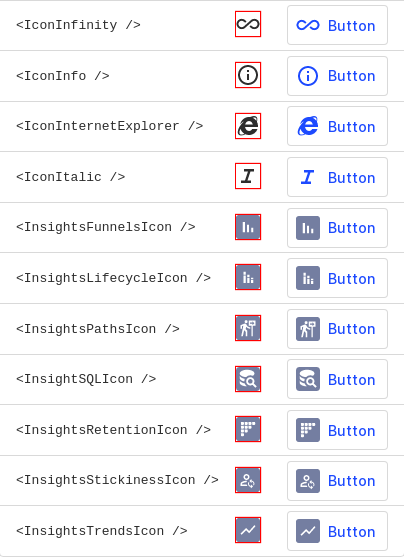 <IconInfinity /> Button
<IconInfo /> Button
<IconInternetExplorer /> Button
<IconItalic /> Button
<InsightsFunnelsIcon /> Button
<InsightsLifecycleIcon /> Button
<InsightsPathsIcon /> Button
<InsightSQLIcon /> Button
<InsightsRetentionIcon /> Button
<InsightsStickinessIcon /> Button
<InsightsTrendsIcon /> Button